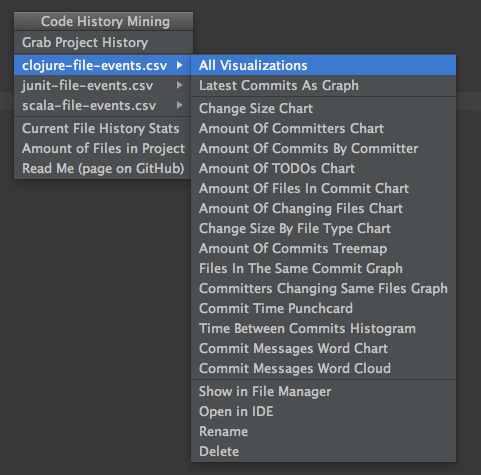 Code History Mining
Grab Project History
clojure-file-events.csv
junit-file-events.csv
scala-file-events.csv
Current File History Stats
Amount of Files in Project
Read Me (page on GitHub)
All Visualizations
Latest Commits As Graph
Change Size Chart
Amount Of Committers Chart
Amount Of Commits By Committer
Amount Of TODOs Chart
Amount Of Files In Commit Chart
Amount Of Changing Files Chart
Change Size By File Type Chart
Amount Of Commits Treemap
Files In The Same Commit Graph
Committers Changing Same Files Graph
Commit Time Punchcard
Time Between Commits Histogram
Commit Messages Word Chart
Commit Messages Word Cloud
Show in File Manager
Open in IDE
Rename
Delete